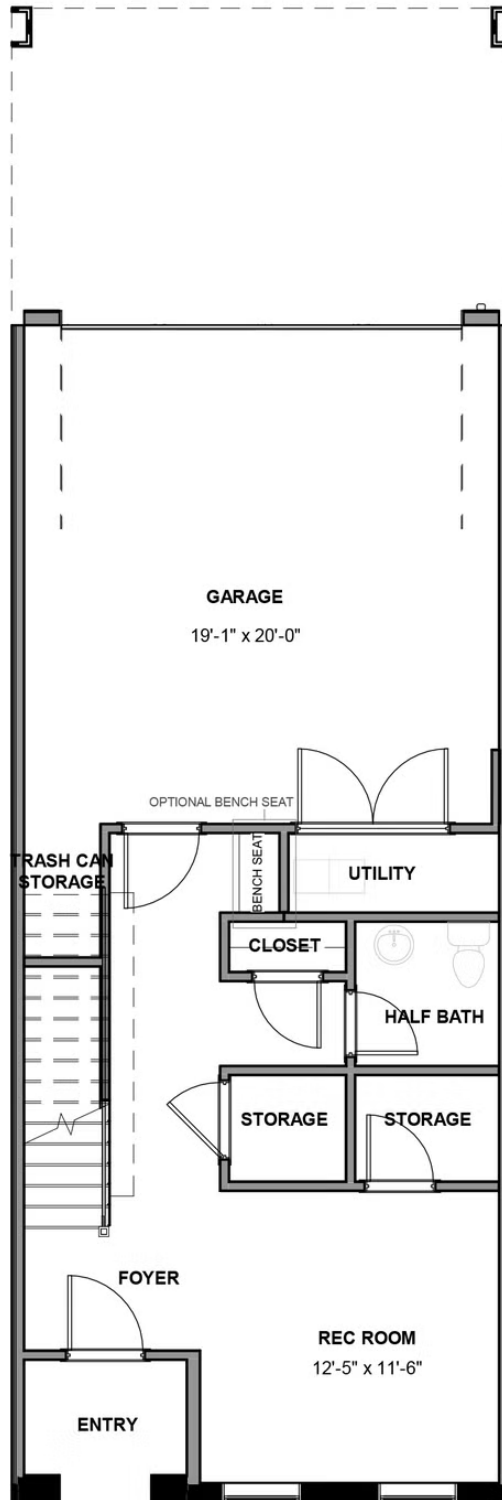 GARAGE
19'-1" x 20'-0"
OPTIONAL BENCH SEAT
TRASH CAN
STORAGE
BENCH SEAT
UTILITY
CLOSET
HALF BATH
STORAGE
STORAGE
FOYER
REC ROOM
12'-5" x 11'-6"
ENTRY